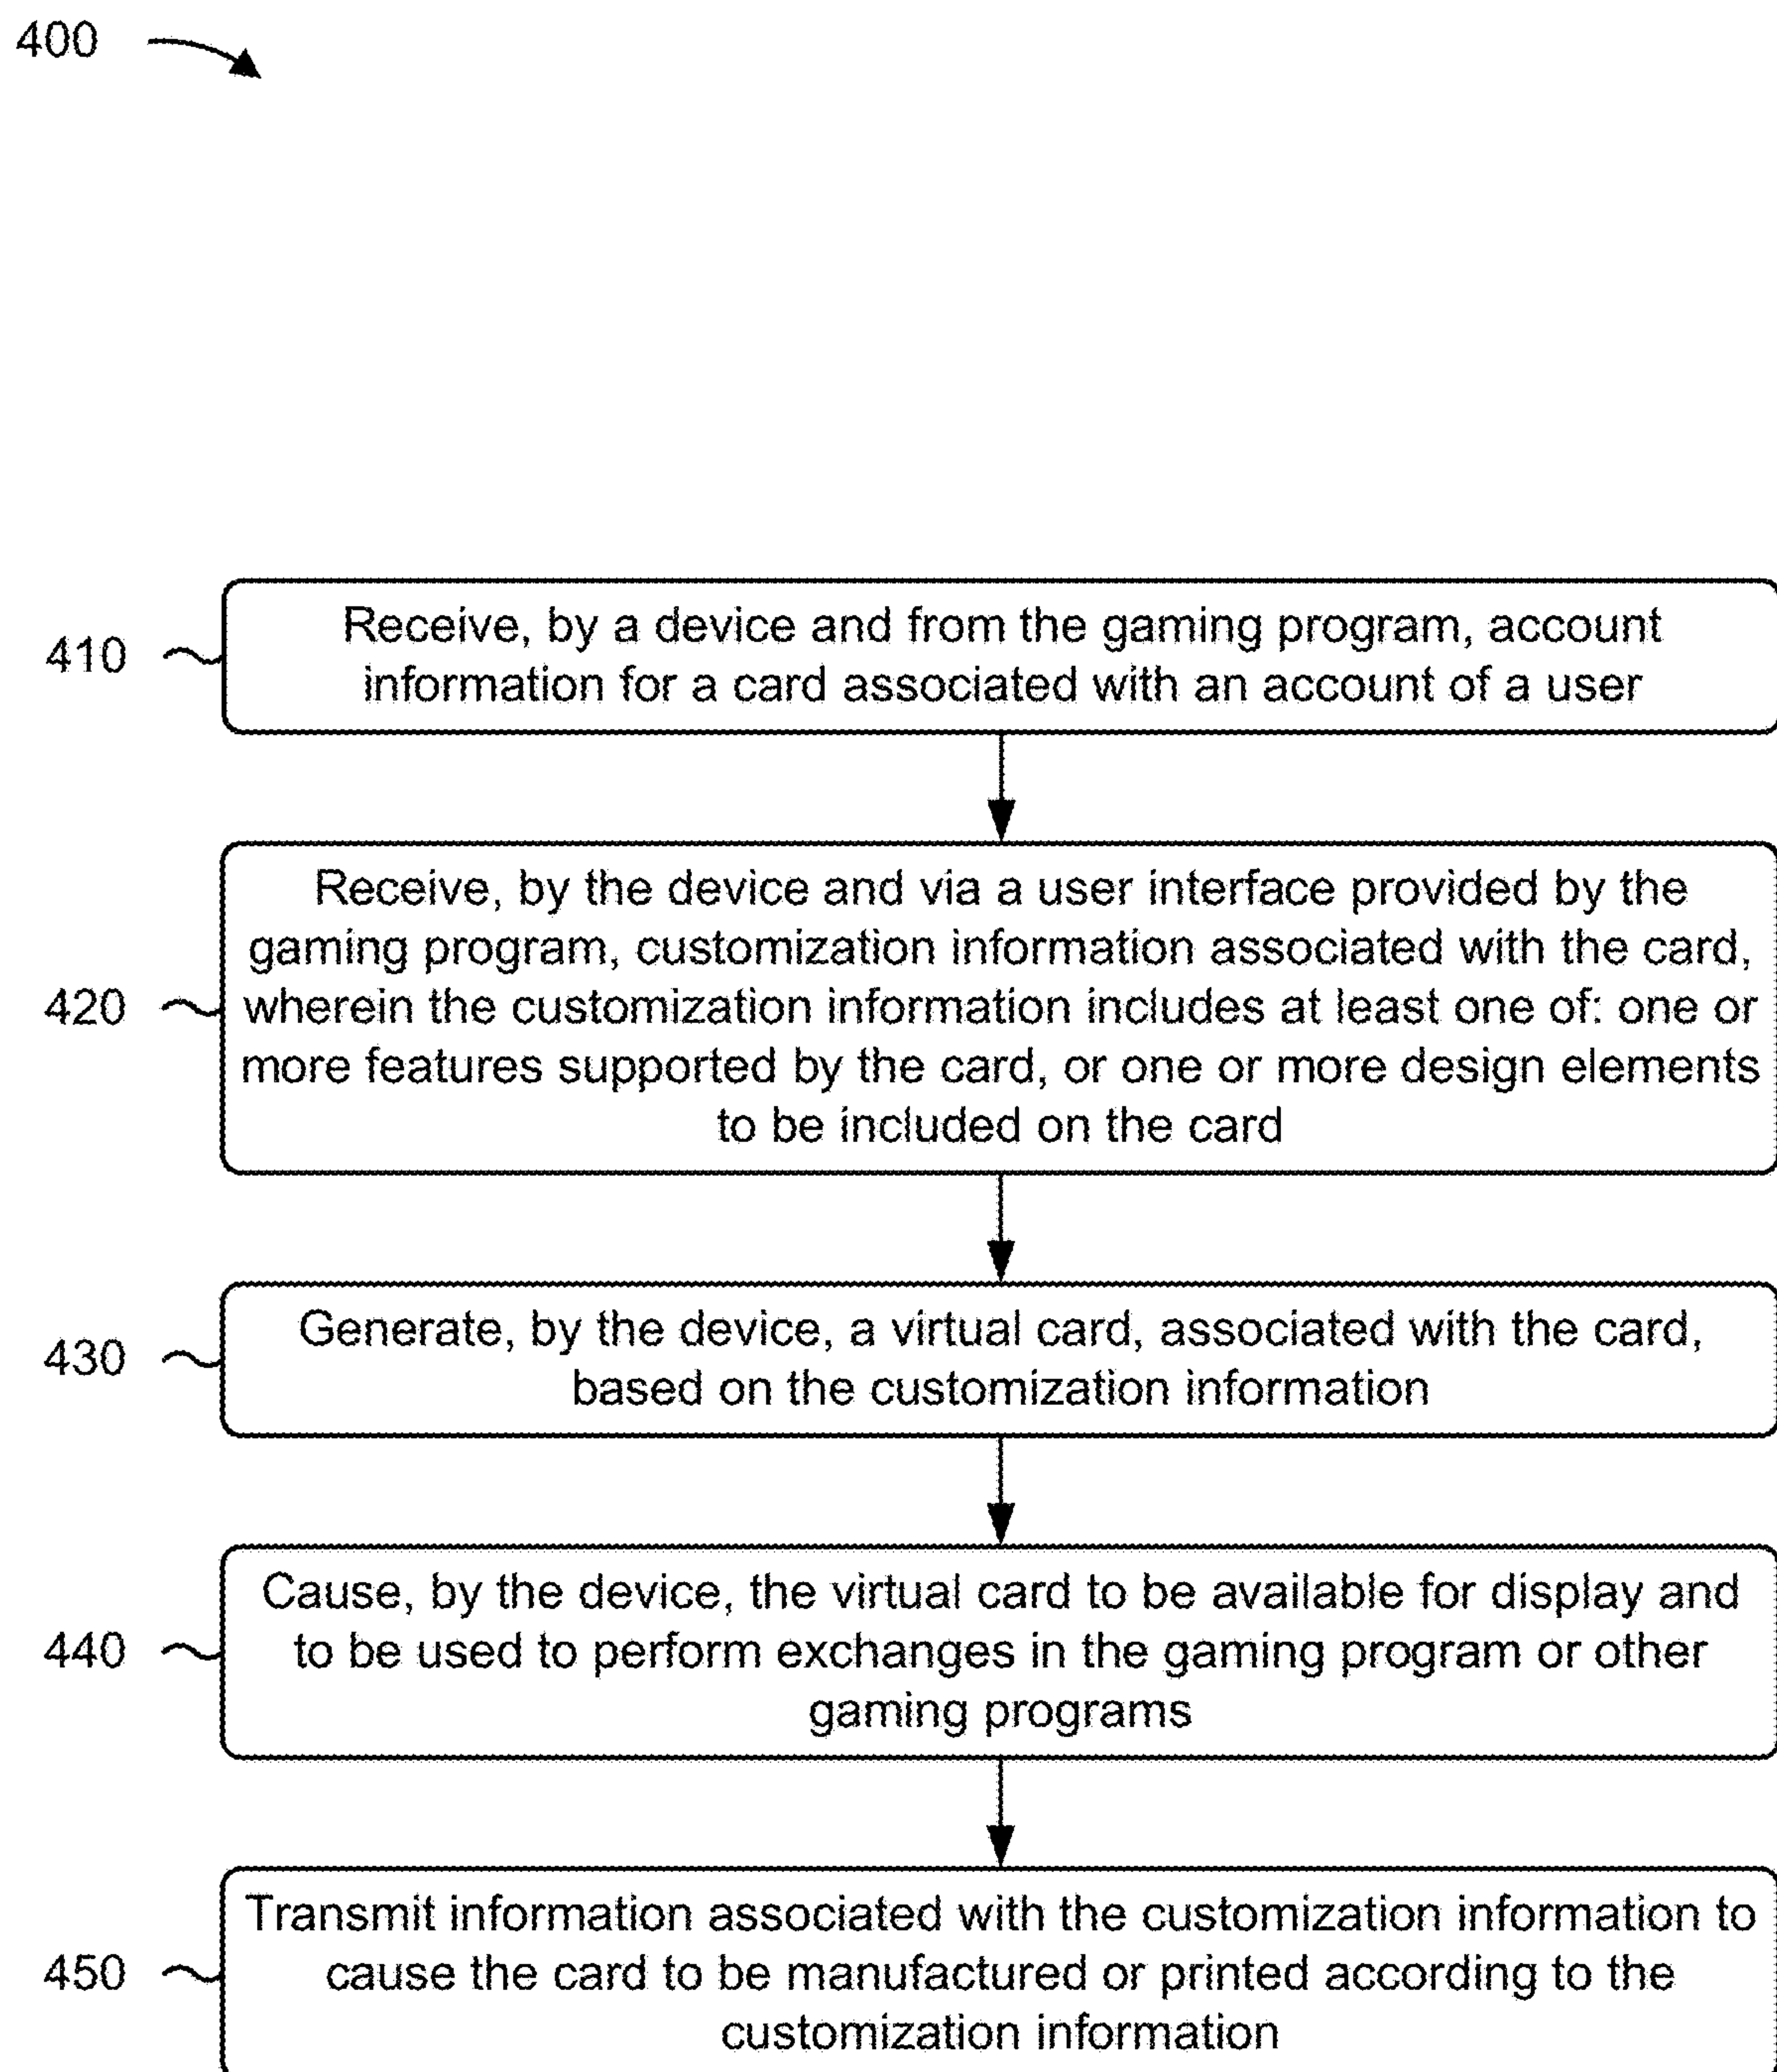 400
410
Receive, by a device and from the gaming program, account
information for a card associated with an account of a user
420
Receive, by the device and via a user interface provided by the
gaming program, customization information associated with the card,
wherein the customization information includes at least one of: one or
more features supported by the card, or one or more design elements
to be included on the card
430
Generate, by the device, a virtual card, associated with the card,
based on the customization information
440
Cause, by the device, the virtual card to be available for display and
to be used to perform exchanges in the gaming program or other
gaming programs
450
Transmit information associated with the customization information to
cause the card to be manufactured or printed according to the
customization information